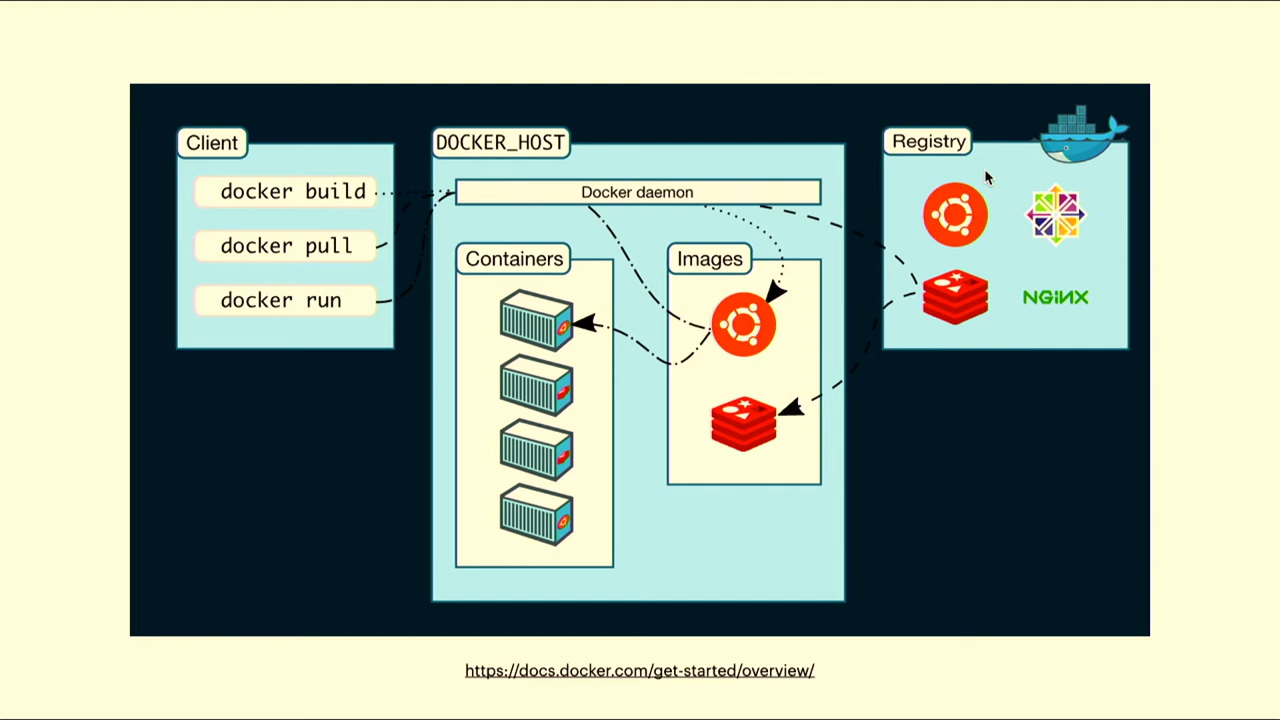 Client
docker build
docker pull
docker run
DOCKER_HOST
Docker daemon
Containers
Images
Registry
NGiNX
https://docs.docker.com/get-started/overview/